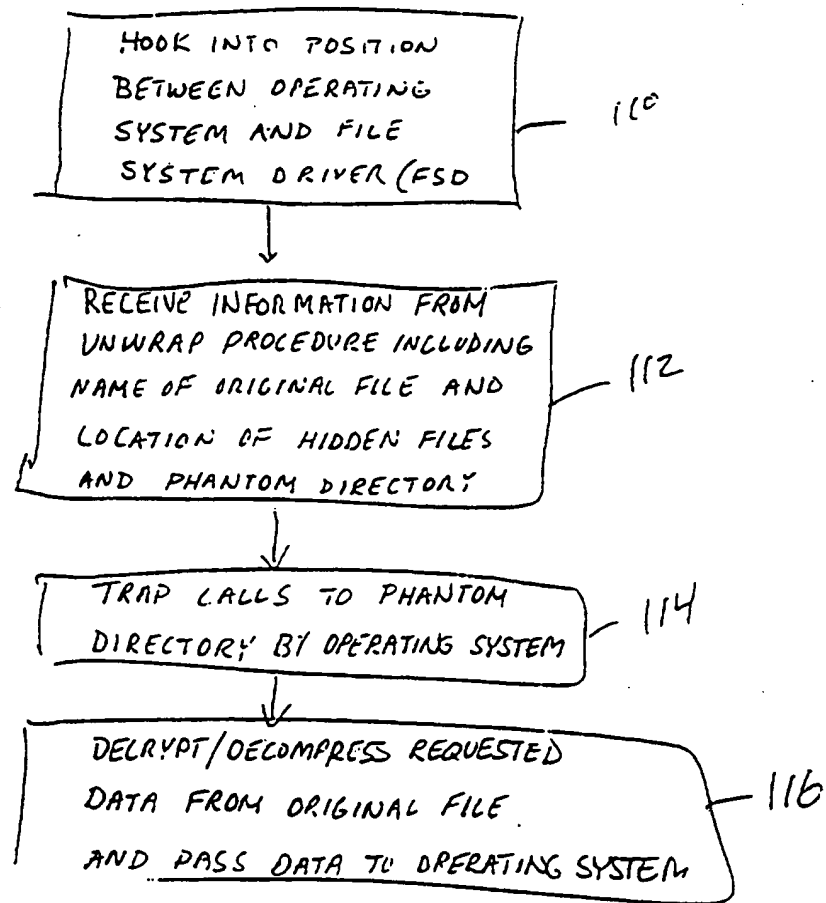 HOOK INTO POSITION
BETWEEN OPERATING
SYSTEM AND FILE
SYSTEM DRIVER (FSD
110
RECEIVE INFORMATION FROM
UNWRAP PROCEDURE INCLUDING
NAME OF ORIGINAL FILE AND
LOCATION OF HIDDEN FILES
AND PHANTOM DIRECTORY
112
TRAP CALLS TO PHANTOM
DIRECTORY BY OPERATING SYSTEM
114
DECRYPT/DECOMPRESS REQUESTED
DATA FROM ORIGINAL FILE
AND PASS DATA TO OPERATING SYSTEM
116